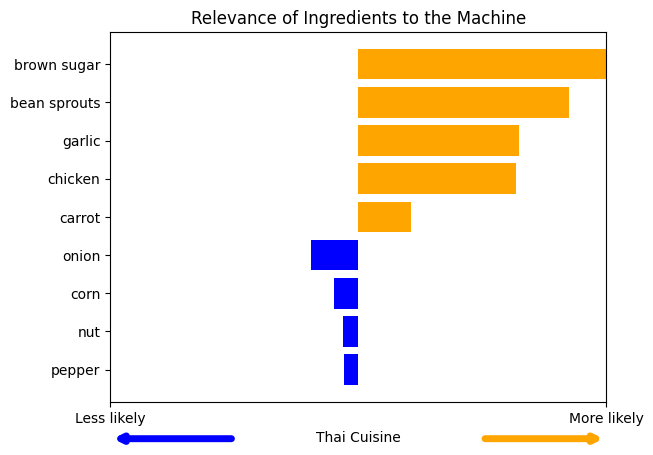 Relevance of Ingredients to the Machine
brown sugar
bean sprouts
garlic
chicken
carrot
onion
corn
nut
pepper
Less likely
More likely
Thai Cuisine